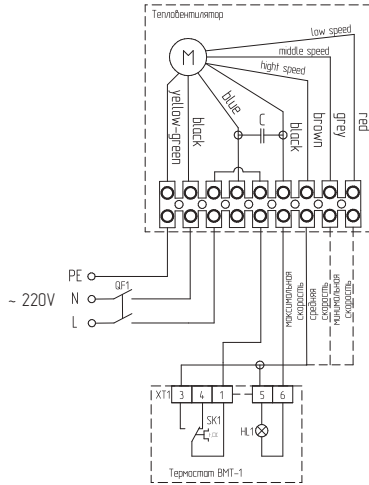 Тепловентилятор
low speed
middle speed
hight speed
M
yellow-green
black
blue
C
black
brown
grey
red
PE
~ 220V
N
QF1
L
максимальная
скорость
средняя
скорость
минимальная
скорость
XT1 3 4 1 5 6
SK1
t,°C
HL1
Термостат ВМТ-1